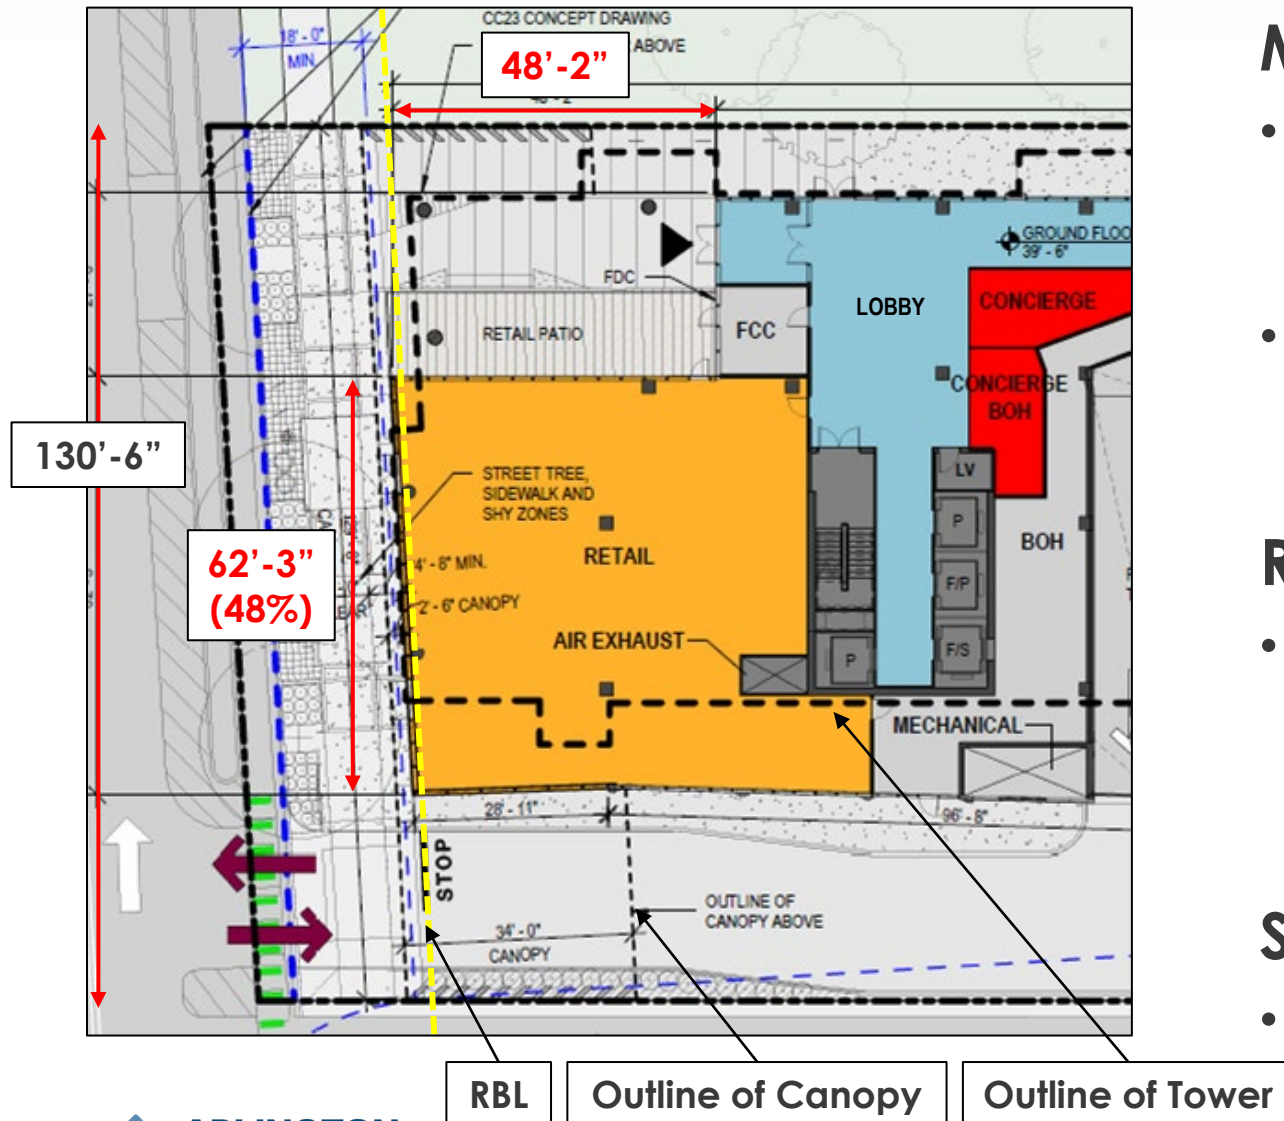 CC23 CONCEPT DRAWING
ABOVE
18' - 0"
MIN.
48'-2”
M
•
GROUND FLOO
39' - 6"
FDC
LOBBY
CONCIERGE
RETAIL PATIO
FCC
•
CONCIERGE
BOH
130'-6”
STREET TREE,
SIDEWALK AND
SHY ZONES
LV
P
BOH
62'-3”
(48%)
RETAIL
4' - 8" MIN.
F/P
R
2' - 6" CANOPY
AIR EXHAUST
P
F/S
•
MECHANICAL
28' - 11"
96' - 8"
STOP
OUTLINE OF
CANOPY ABOVE
34' - 0"
CANOPY
S
•
RBL
Outline of Canopy
Outline of Tower
ARLINGTON